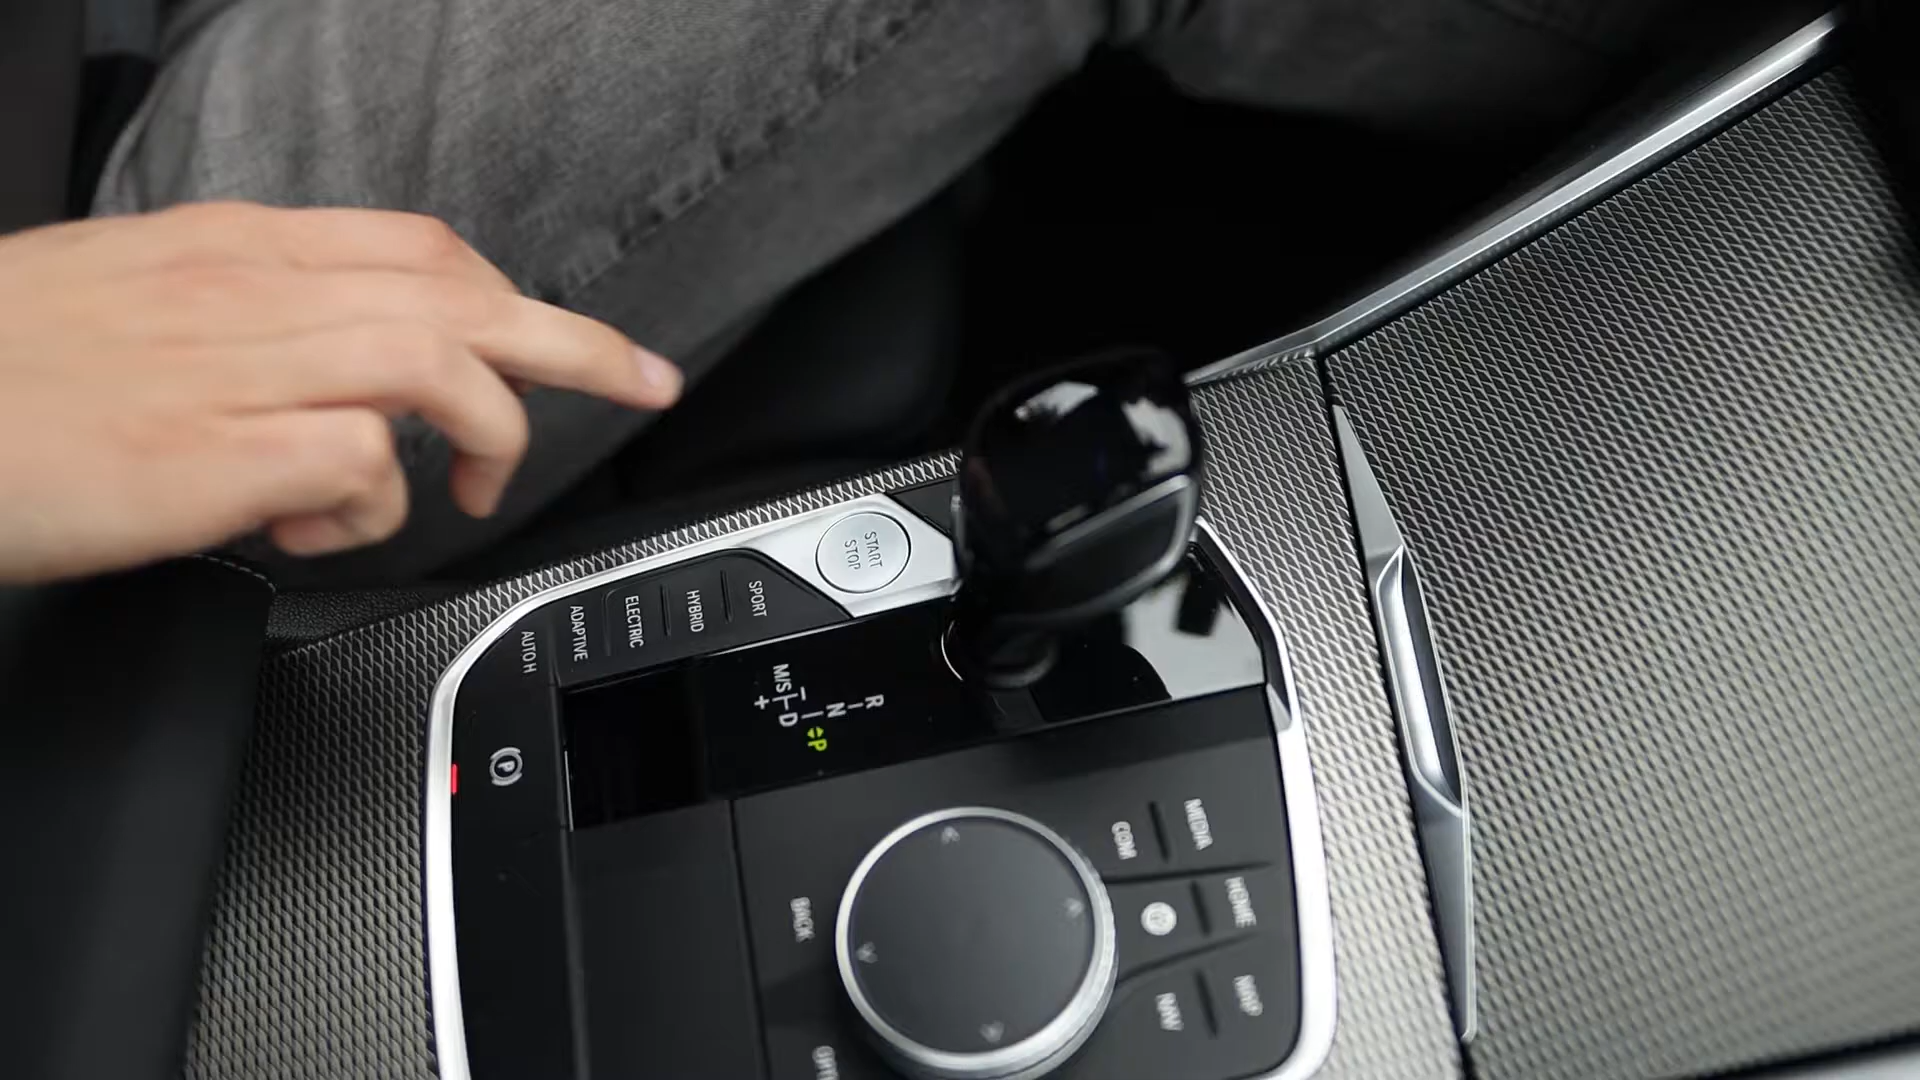 START
STOP
SPORT
HYBRID
ELECTRIC
ADAPTIVE
AUTO H
R
N
D
M/S
+
−
P
P
MEDIA
COM
HOME
MAP
NAV
BACK